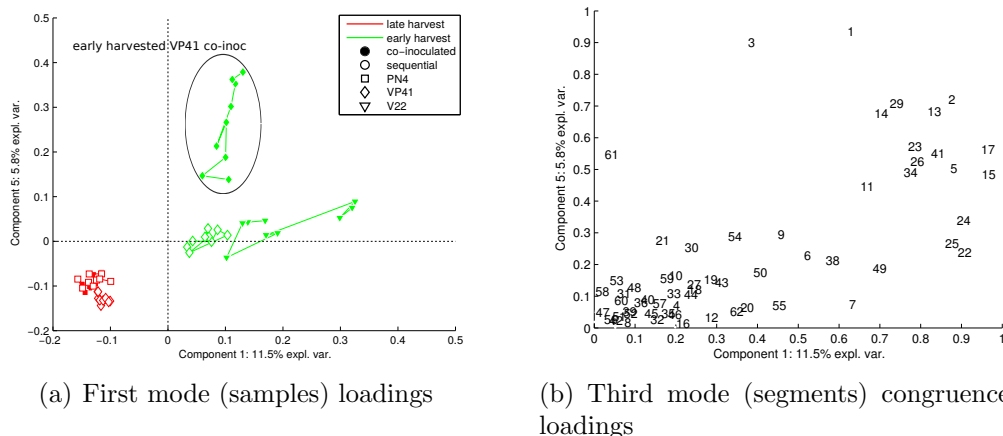 0.5
0.4
0.3
0.2
0.1
0
−0.1
−0.2
Component 5: 5.8% expl. var.
early harvested VP41 co-inoc
late harvest
early harvest
co-inoculated
sequential
PN4
VP41
V22
−0.2 −0.1 0 0.1 0.2 0.3 0.4 0.5
Component 1: 11.5% expl. var.
(a) First mode (samples) loadings
1
0.9
0.8
0.7
0.6
0.5
0.4
0.3
0.2
0.1
0
Component 5: 5.8% expl. var.
3 1
29 2
14 13
61 23 55 17
26
34 5 15
11
24
21 30 54 9 25
6 38 22
53 59 10 50 49
58 31 48 27 19 43
60 36 40 33 44
47 57 4 62 20 55 7
45 12
8 32 16
0 0.1 0.2 0.3 0.4 0.5 0.6 0.7 0.8 0.9 1
Component 1: 11.5% expl. var.
(b) Third mode (segments) congruence
loadings